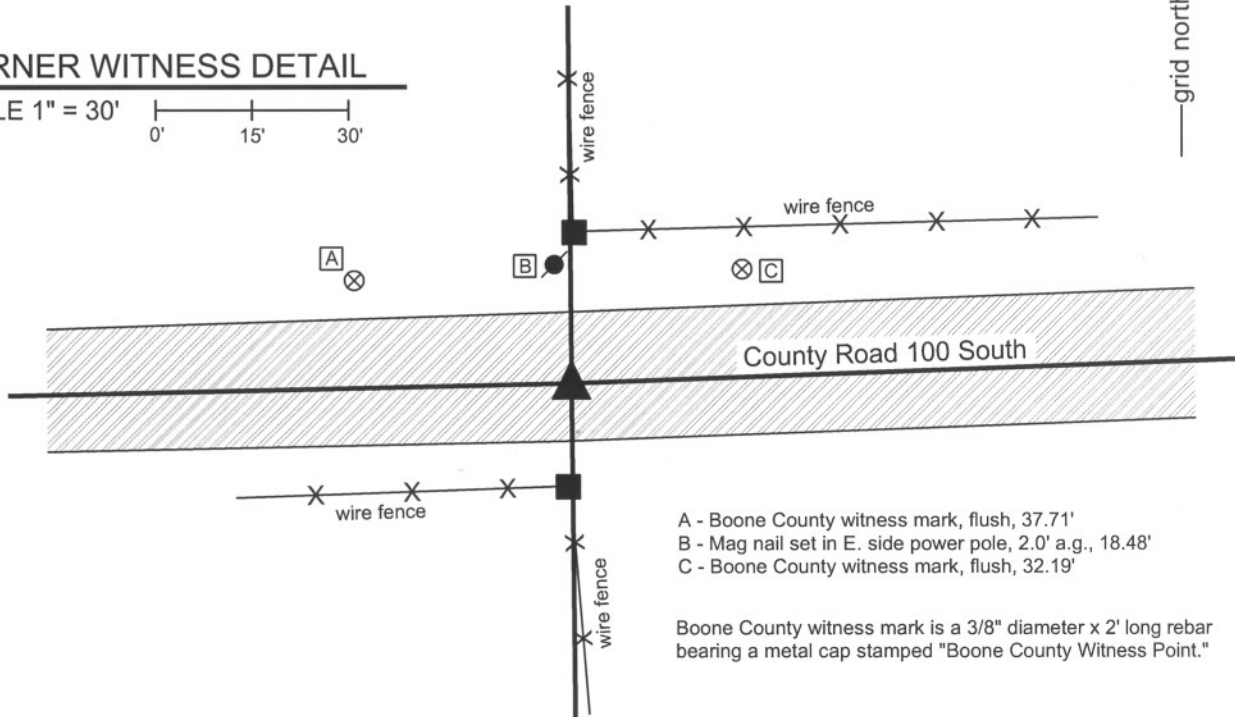 RNER WITNESS DETAIL
LE 1" = 30'
0' 15' 30'
grid north
wire fence
wire fence
A
B
C
County Road 100 South
wire fence
wire fence
A - Boone County witness mark, flush, 37.71'
B - Mag nail set in E. side power pole, 2.0' a.g., 18.48'
C - Boone County witness mark, flush, 32.19'
Boone County witness mark is a 3/8" diameter x 2' long rebar
bearing a metal cap stamped "Boone County Witness Point."